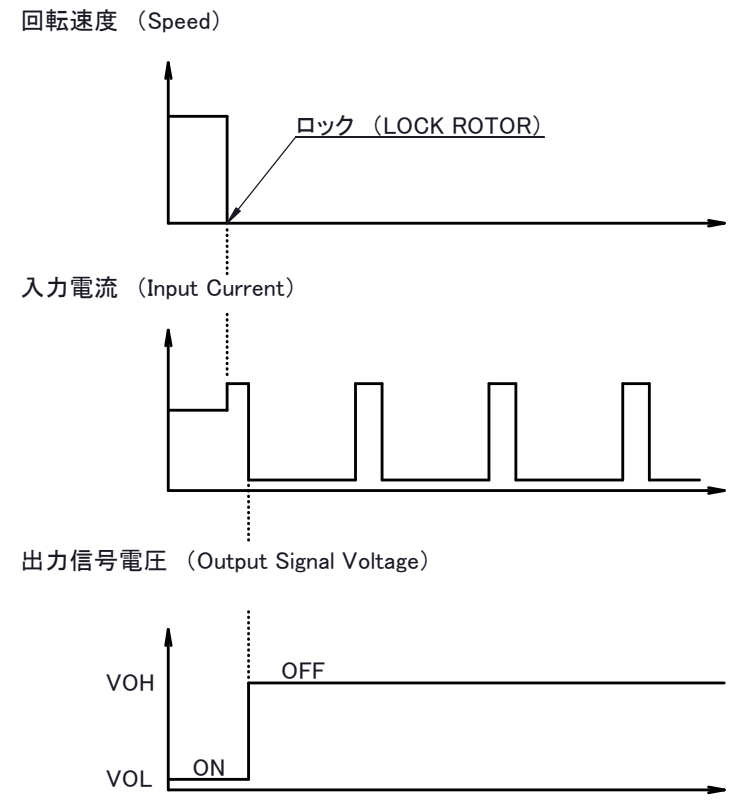 回転速度 （Speed）
ロック （LOCK ROTOR）
入力電流 （Input Current）
出力信号電圧 （Output Signal Voltage）
VOH
OFF
VOL
ON